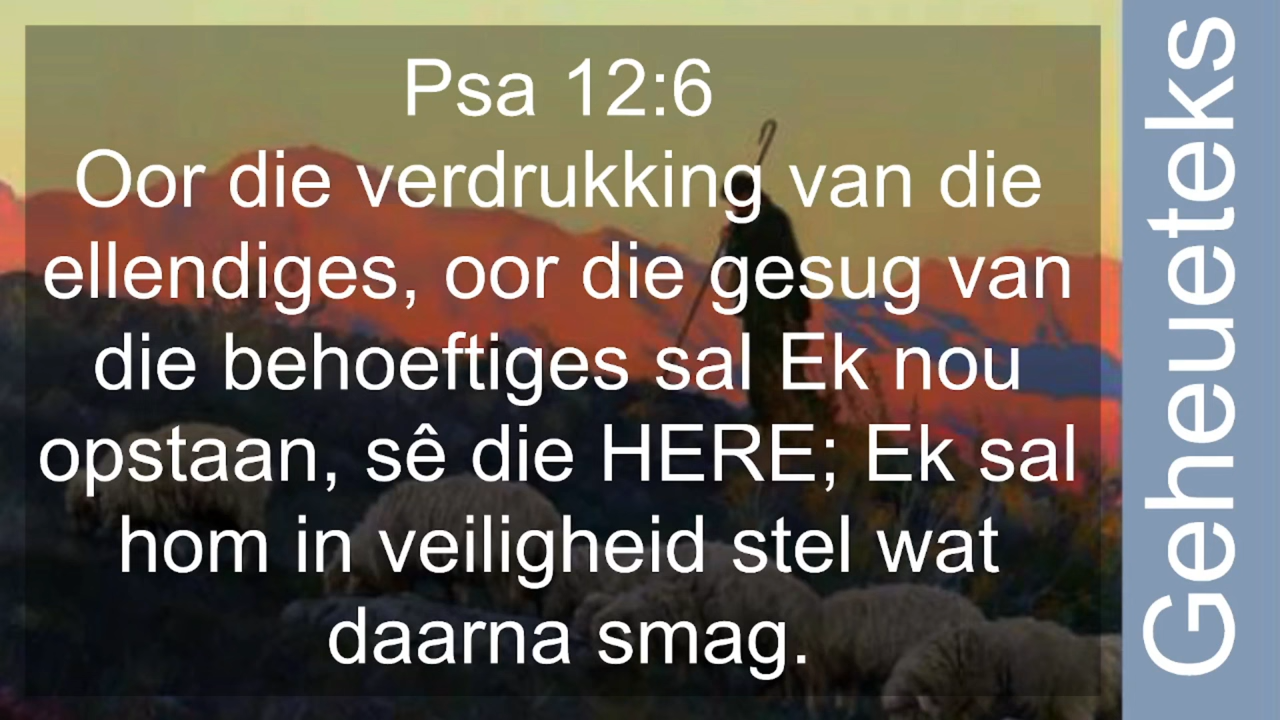 Psa 12:6
Oor die verdrukking van die
ellendiges, oor die gesug van
die behoeftiges sal Ek nou
opstaan, sê die HERE; Ek sal
hom in veiligheid stel wat
daarna smag.
Geheueteks